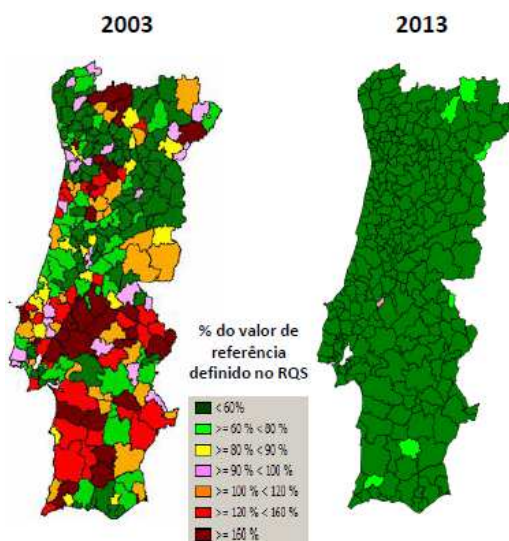 2003
2013
% do valor de
referência
definido no RQS
< 60%
>= 60 % < 80 %
>= 80 % < 90 %
>= 90 % < 100 %
>= 100 % < 120 %
>= 120 % < 160 %
>= 160 %